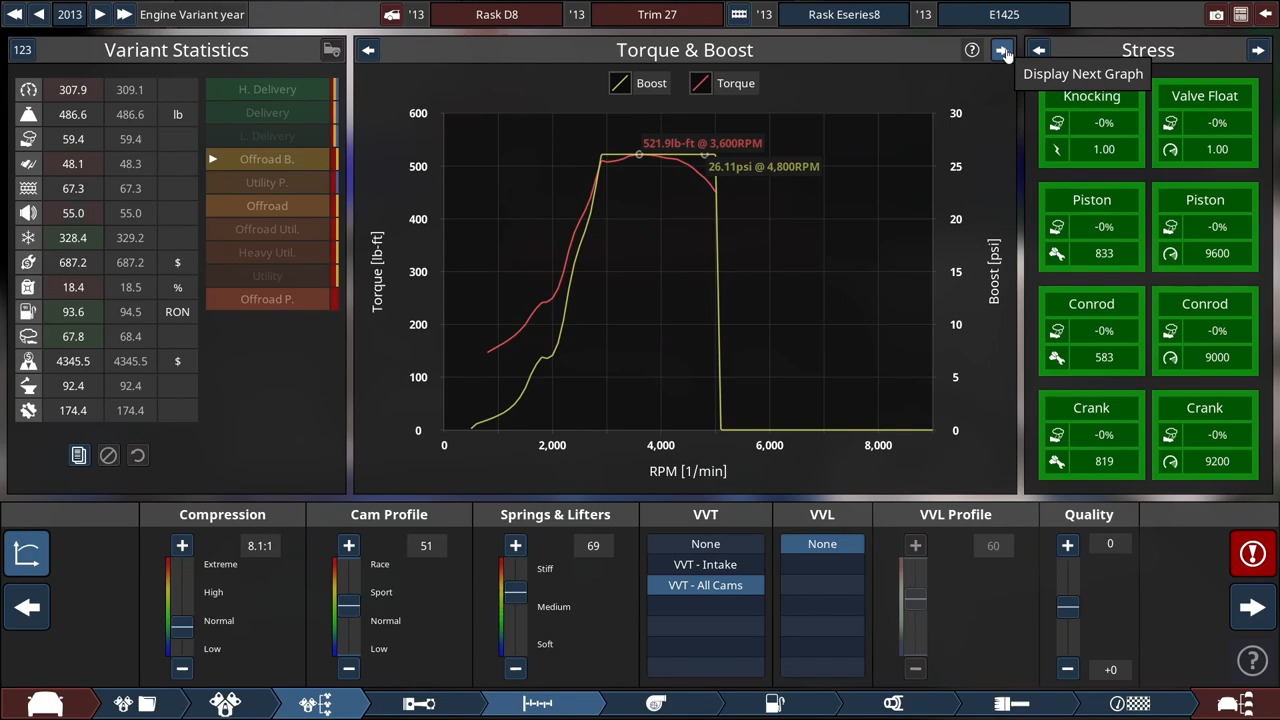 2013
Engine Variant year
'13
Rask D8
'13
Trim 27
'13
Rask Eseries8
'13
E1425
123
Variant Statistics
307.9 309.1
486.6 486.6 lb
59.4 59.4
48.1 48.3
67.3 67.3
55.0 55.0
328.4 329.2
687.2 687.2 $
18.4 18.5 %
93.6 94.5 RON
67.8 68.4
4345.5 4345.5 $
92.4 92.4
174.4 174.4
H. Delivery
Delivery
L. Delivery
Offroad B.
Utility P.
Offroad
Offroad Util.
Heavy Util.
Utility
Offroad P.
Torque & Boost
Boost
Torque
600
500
400
300
200
100
0
Torque [lb-ft]
521.9lb-ft @ 3,600RPM
26.11psi @ 4,800RPM
30
25
20
15
10
5
0
Boost [psi]
0 2,000 4,000 6,000 8,000
RPM [1/min]
Stress
Display Next Graph
Knocking
-0%
1.00
Valve Float
-0%
1.00
Piston
-0%
833
Piston
-0%
9600
Conrod
-0%
583
Conrod
-0%
9000
Crank
-0%
819
Crank
-0%
9200
Compression
8.1:1
Extreme
High
Normal
Low
Cam Profile
51
Race
Sport
Normal
Low
Springs & Lifters
69
Stiff
Medium
Soft
VVT
None
VVT - Intake
VVT - All Cams
VVL
None
VVL Profile
60
Quality
0
+0